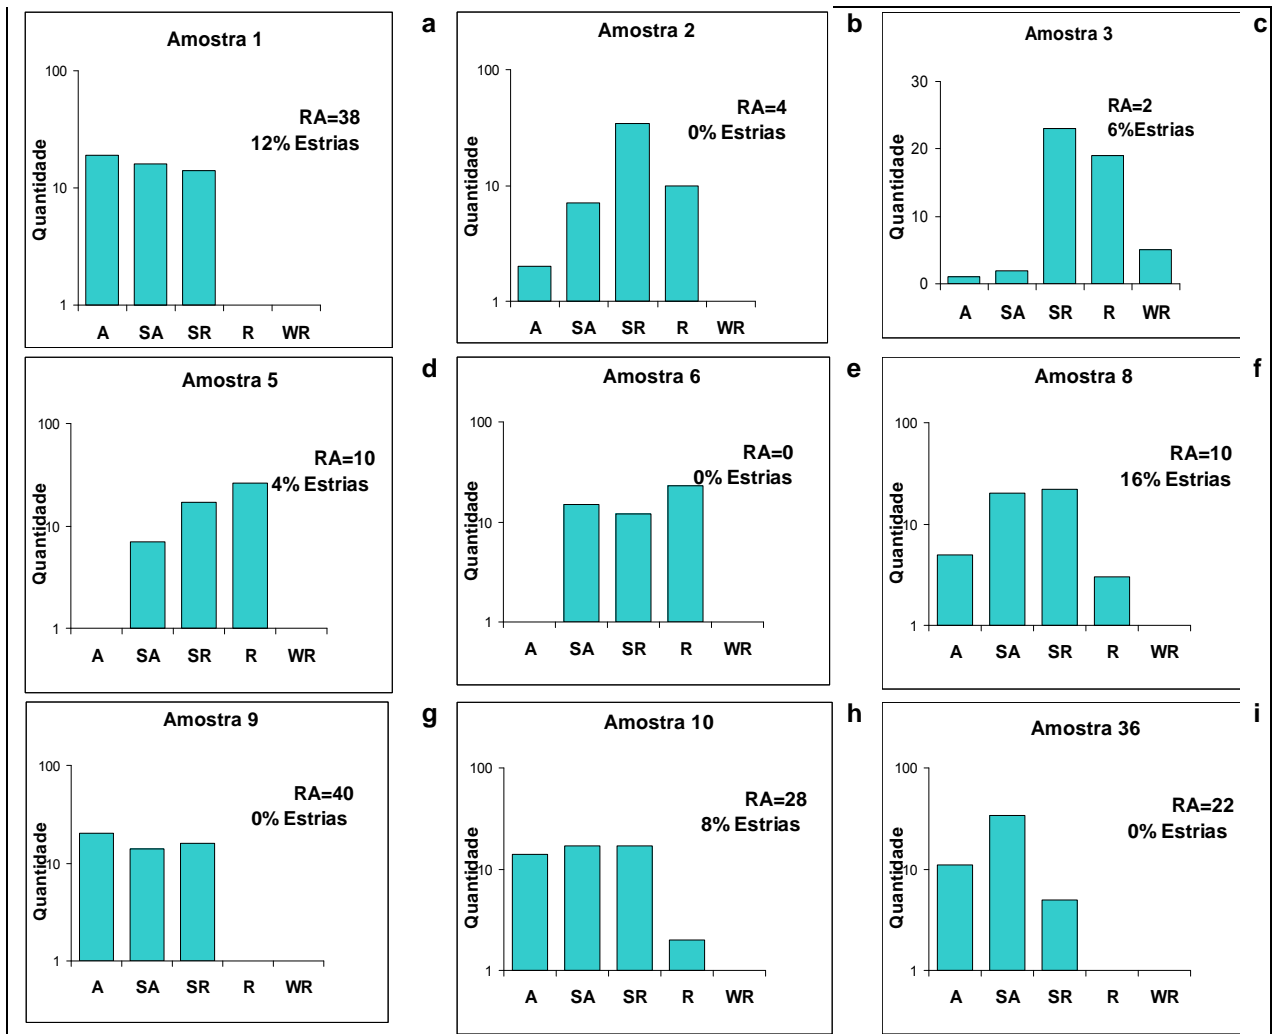 Amostra 1
a
RA=38
12% Estrias
Quantidade
100
10
1
A SA SR R WR
Amostra 2
b
RA=4
0% Estrias
Quantidade
100
10
1
A SA SR R WR
Amostra 3
c
RA=2
6%Estrias
Quantidade
30
20
10
0
A SA SR R WR
Amostra 5
d
RA=10
4% Estrias
Quantidade
100
10
1
A SA SR R WR
Amostra 6
e
RA=0
0% Estrias
Quantidade
100
10
1
A SA SR R WR
Amostra 8
f
RA=10
16% Estrias
Quantidade
100
10
1
A SA SR R WR
Amostra 9
g
RA=40
0% Estrias
Quantidade
100
10
1
A SA SR R WR
Amostra 10
h
RA=28
8% Estrias
Quantidade
100
10
1
A SA SR R WR
Amostra 36
i
RA=22
0% Estrias
Quantidade
100
10
1
A SA SR R WR